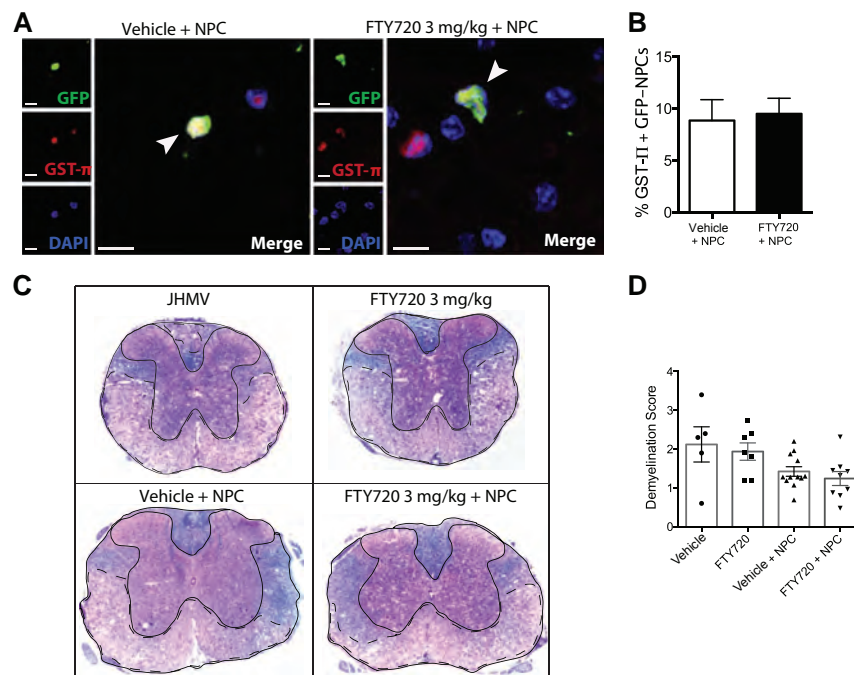 A
Vehicle + NPC
FTY720 3 mg/kg + NPC
GFP
GST-π
DAPI
Merge
GFP
GST-π
DAPI
Merge
B
% GST-Π + GFP-NPCs
15
10
5
0
Vehicle
+ NPC
FTY720
+ NPC
C
JHMV
FTY720 3 mg/kg
Vehicle + NPC
FTY720 3 mg/kg + NPC
D
Demyelination Score
4
3
2
1
0
Vehicle
FTY720
Vehicle + NPC
FTY720 + NPC